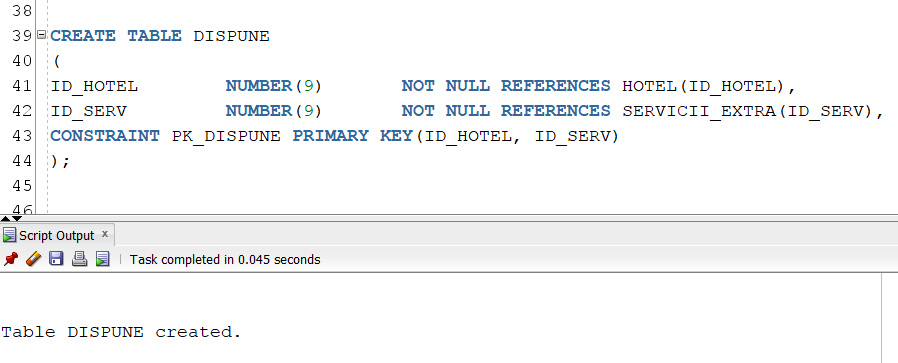 38
39 CREATE TABLE DISPUNE
40 (
41 ID_HOTEL NUMBER(9) NOT NULL REFERENCES HOTEL(ID_HOTEL),
42 ID_SERV NUMBER(9) NOT NULL REFERENCES SERVICII_EXTRA(ID_SERV),
43 CONSTRAINT PK_DISPUNE PRIMARY KEY(ID_HOTEL, ID_SERV)
44 );
45
46
Script Output x
Task completed in 0.045 seconds
Table DISPUNE created.